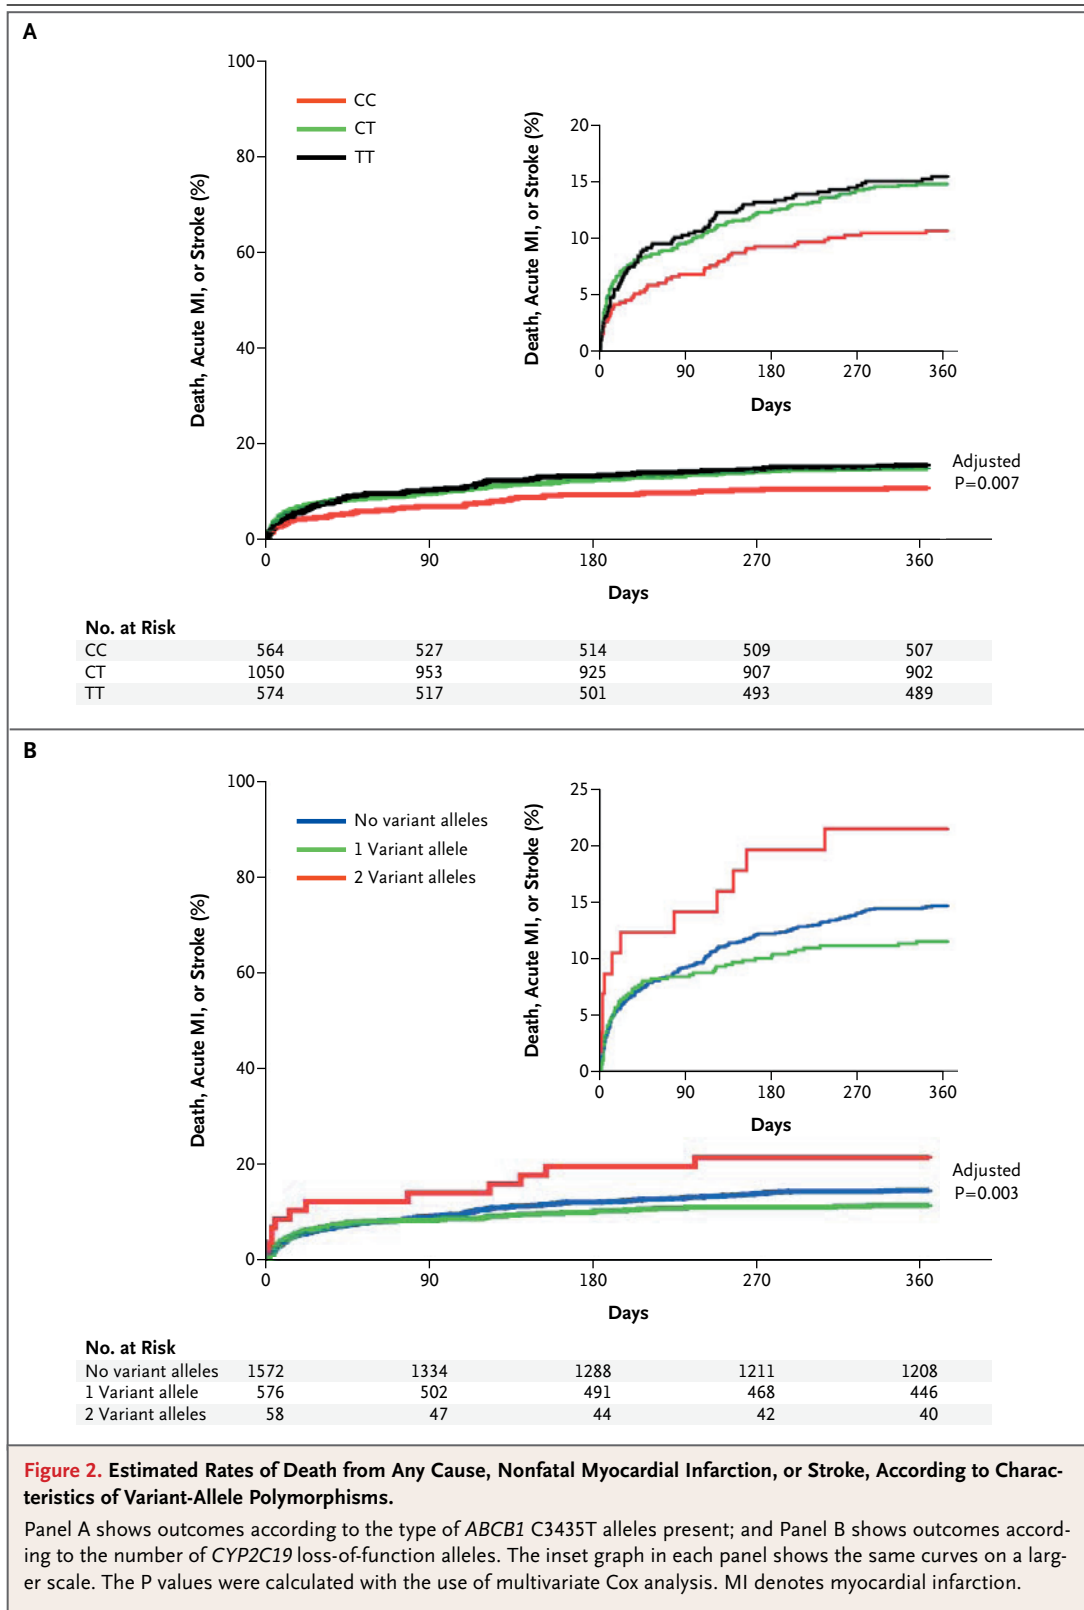 A
Death, Acute MI, or Stroke (%)
100
80
60
40
20
0
CC
CT
TT
Death, Acute MI, or Stroke (%)
20
15
10
5
0
0 90 180 270 360
Days
Adjusted
P=0.007
0 90 180 270 360
Days
No. at Risk
CC 564 527 514 509 507
CT 1050 953 925 907 902
TT 574 517 501 493 489
B
Death, Acute MI, or Stroke (%)
100
80
60
40
20
0
No variant alleles
1 Variant allele
2 Variant alleles
Death, Acute MI, or Stroke (%)
25
20
15
10
5
0
0 90 180 270 360
Days
Adjusted
P=0.003
0 90 180 270 360
Days
No. at Risk
No variant alleles 1572 1334 1288 1211 1208
1 Variant allele 576 502 491 468 446
2 Variant alleles 58 47 44 42 40
Figure 2. Estimated Rates of Death from Any Cause, Nonfatal Myocardial Infarction, or Stroke, According to Charac-
teristics of Variant-Allele Polymorphisms.
Panel A shows outcomes according to the type of ABCB1 C3435T alleles present; and Panel B shows outcomes accord-
ing to the number of CYP2C19 loss-of-function alleles. The inset graph in each panel shows the same curves on a larg-
er scale. The P values were calculated with the use of multivariate Cox analysis. MI denotes myocardial infarction.